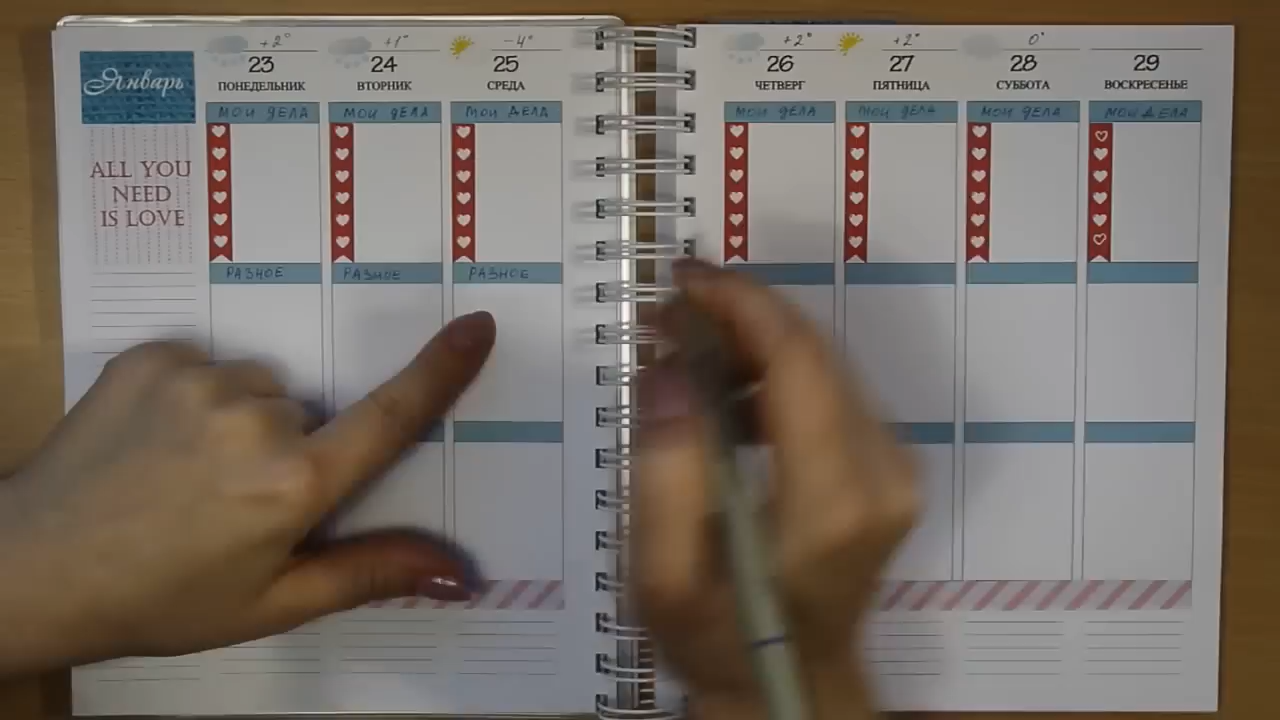 Январь
ALL YOU
NEED
IS LOVE
+2° +1° -4°
23 24 25
ПОНЕДЕЛЬНИК ВТОРНИК СРЕДА
МОИ ДЕЛА МОИ ДЕЛА МОИ ДЕЛА
РАЗНОЕ РАЗНОЕ РАЗНОЕ
+2° +2° 0°
26 27 28 29
ЧЕТВЕРГ ПЯТНИЦА СУББОТА ВОСКРЕСЕНЬЕ
МОИ ДЕЛА МОИ ДЕЛА МОИ ДЕЛА МОИ ДЕЛА